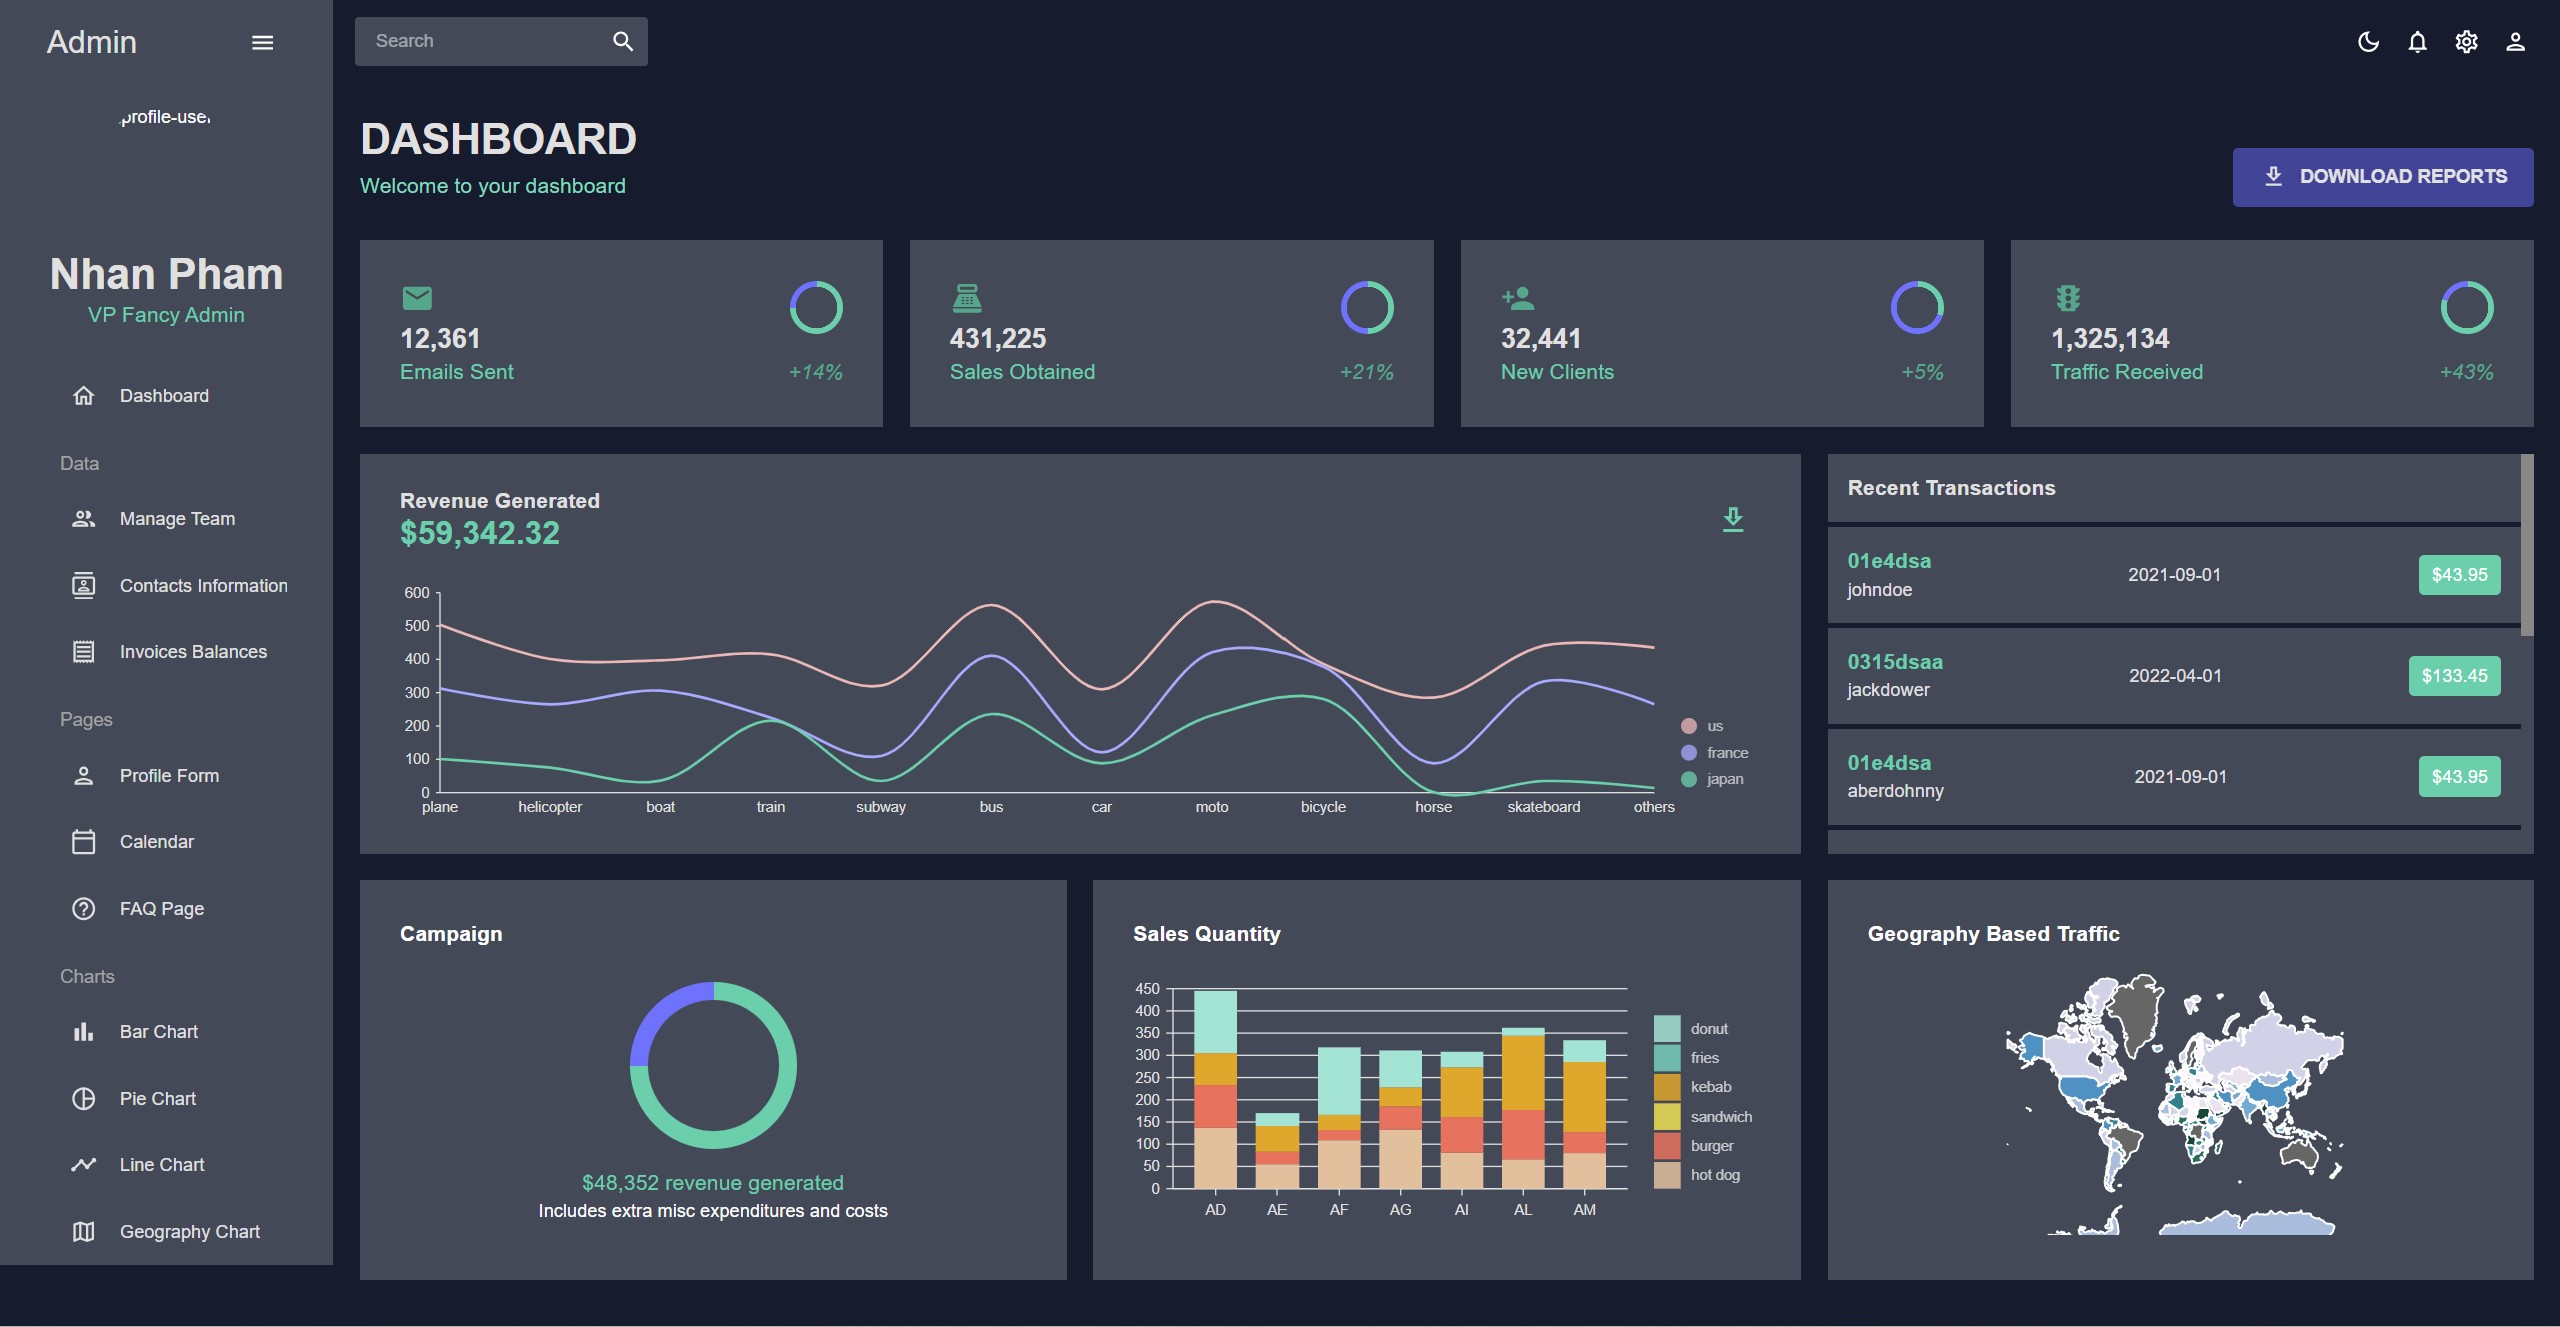 Admin
Search
profile-user
Nhan Pham
VP Fancy Admin
Dashboard
Data
Manage Team
Contacts Information
Invoices Balances
Pages
Profile Form
Calendar
FAQ Page
Charts
Bar Chart
Pie Chart
Line Chart
Geography Chart
DASHBOARD
Welcome to your dashboard
DOWNLOAD REPORTS
12,361
Emails Sent
+14%
431,225
Sales Obtained
+21%
32,441
New Clients
+5%
1,325,134
Traffic Received
+43%
Revenue Generated
$59,342.32
600
500
400
300
200
100
0
plane helicopter boat train subway bus car moto bicycle horse skateboard others
us
france
japan
Recent Transactions
01e4dsa
johndoe
2021-09-01
$43.95
0315dsaa
jackdower
2022-04-01
$133.45
01e4dsa
aberdohnny
2021-09-01
$43.95
Campaign
$48,352 revenue generated
Includes extra misc expenditures and costs
Sales Quantity
450
400
350
300
250
200
150
100
50
0
AD AE AF AG AI AL AM
donut
fries
kebab
sandwich
burger
hot dog
Geography Based Traffic